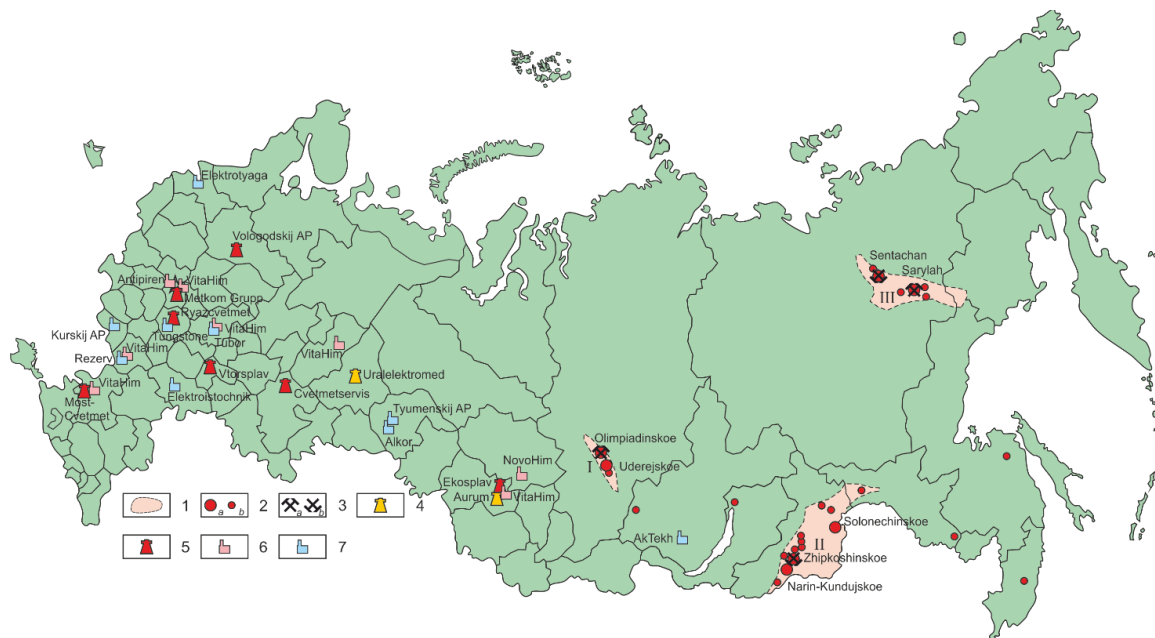 Elektrotyaga
Vologodskij AP
Sentachan
Sarylah
III
Antipiren
VitaHim
Metkom Grupp
Ryazcvetmet
Kurskij AP
Tungstone
VitaHim
Tubor
Rezerv
VitaHim
VitaHim
Vtorsplav
Uralelektromed
VitaHim
Most-
Cvetmet
Elektroistochnik
Cvetmetservis
Tyumenskij AP
Alkor
Olimpiadinskoe
I
Uderejskoe
NovoHim
Ekosplav
Aurum
VitaHim
AkTekh
Solonechinskoe
II
Zhipkoshinskoe
Narin-Kundujskoe
1
a
b
2
a
b
3
4
5
6
7